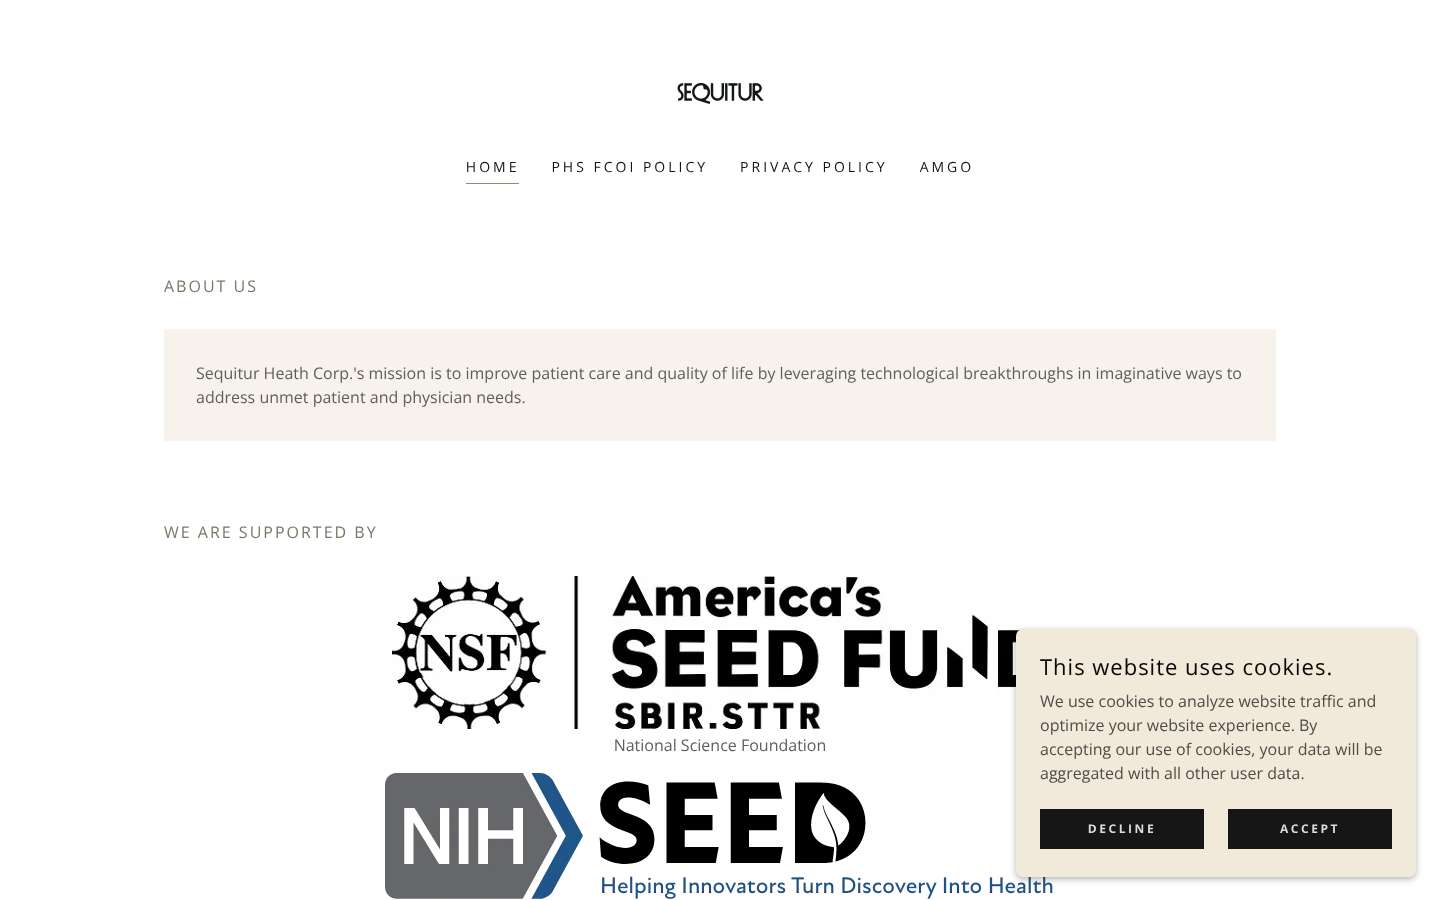 SEQUITUR
HOME PHS FCOI POLICY PRIVACY POLICY AMGO
ABOUT US
Sequitur Heath Corp.'s mission is to improve patient care and quality of life by leveraging technological breakthroughs in imaginative ways to
address unmet patient and physician needs.
WE ARE SUPPORTED BY
NSF
America's
SEED FUND
SBIR.STTR
National Science Foundation
NIH
SEED
Helping Innovators Turn Discovery Into Health
This website uses cookies.
We use cookies to analyze website traffic and
optimize your website experience. By
accepting our use of cookies, your data will be
aggregated with all other user data.
DECLINE ACCEPT